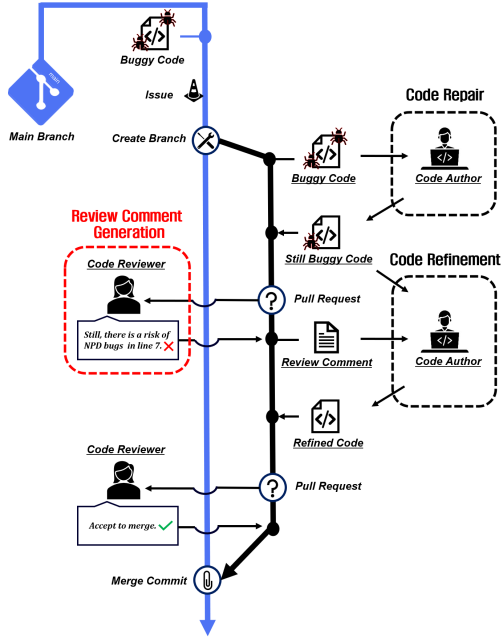 main
Main Branch
Buggy Code
Issue
Create Branch
Code Repair
Buggy Code
Code Author
Still Buggy Code
Review Comment
Generation
Code Reviewer
Still, there is a risk of
NPD bugs in line 7.
Pull Request
Code Refinement
Review Comment
Code Author
Refined Code
Code Reviewer
Pull Request
Accept to merge.
Merge Commit